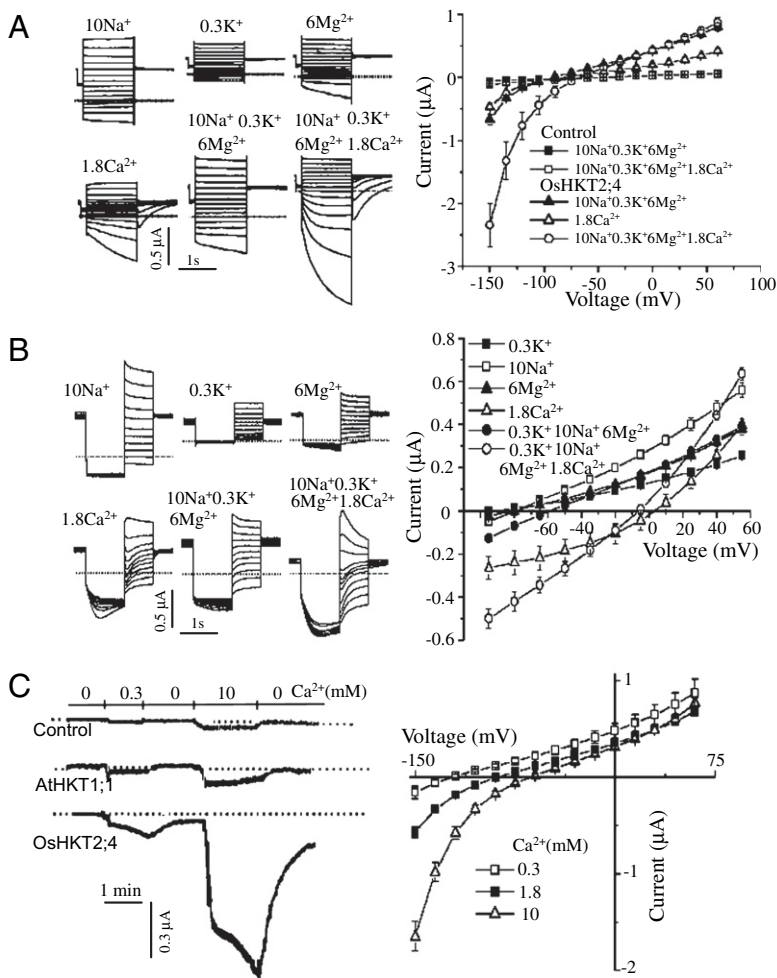 A
10Na⁺
0.3K⁺
6Mg²⁺
1.8Ca²⁺
10Na⁺ 0.3K⁺
6Mg²⁺
10Na⁺ 0.3K⁺
6Mg²⁺ 1.8Ca²⁺
0.5 µA
1s
Current (µA)
1
0
-1
-2
-3
-150
-100
-50
0
50
100
Voltage (mV)
Control
10Na⁺0.3K⁺6Mg²⁺
10Na⁺0.3K⁺6Mg²⁺1.8Ca²⁺
OsHKT2;4
10Na⁺0.3K⁺6Mg²⁺
1.8Ca²⁺
10Na⁺0.3K⁺6Mg²⁺1.8Ca²⁺
B
10Na⁺
0.3K⁺
6Mg²⁺
1.8Ca²⁺
10Na⁺0.3K⁺
6Mg²⁺
10Na⁺0.3K⁺
6Mg²⁺1.8Ca²⁺
0.5 µA
1s
Current (µA)
0.8
0.6
0.4
0.2
0
-0.2
-0.4
-0.6
0.3K⁺
10Na⁺
6Mg²⁺
1.8Ca²⁺
0.3K⁺ 10Na⁺ 6Mg²⁺
0.3K⁺ 10Na⁺
6Mg²⁺ 1.8Ca²⁺
-60
-40
-20
0
20
40
60
Voltage (mV)
C
0
0.3
0
10
0
Ca²⁺(mM)
Control
AtHKT1;1
OsHKT2;4
1 min
0.3 µA
Voltage (mV)
-150
75
1
-1
-2
Current (µA)
Ca²⁺(mM)
0.3
1.8
10